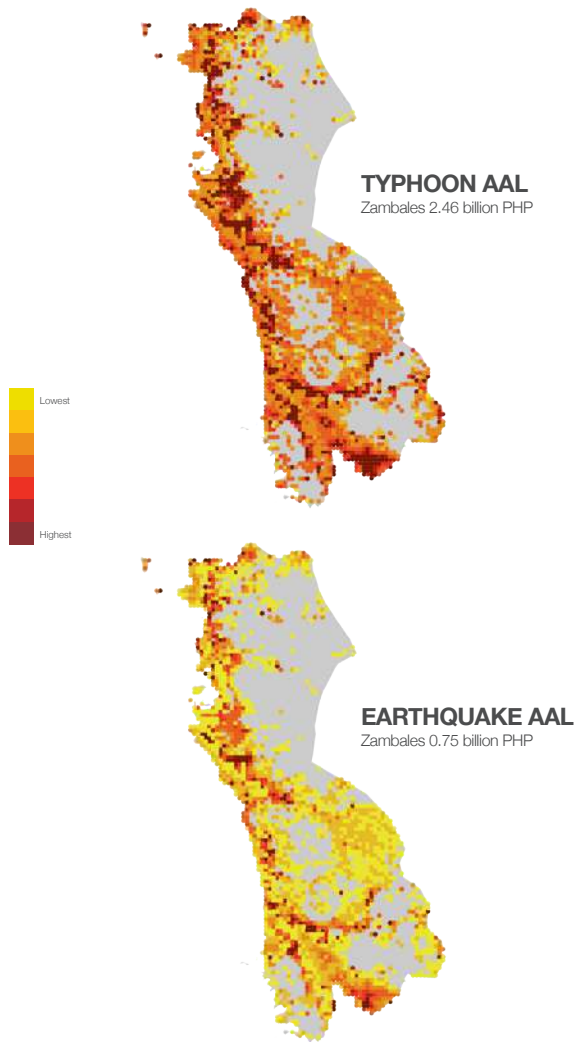 TYPHOON AAL
Zambales 2.46 billion PHP
Lowest
Highest
EARTHQUAKE AAL
Zambales 0.75 billion PHP